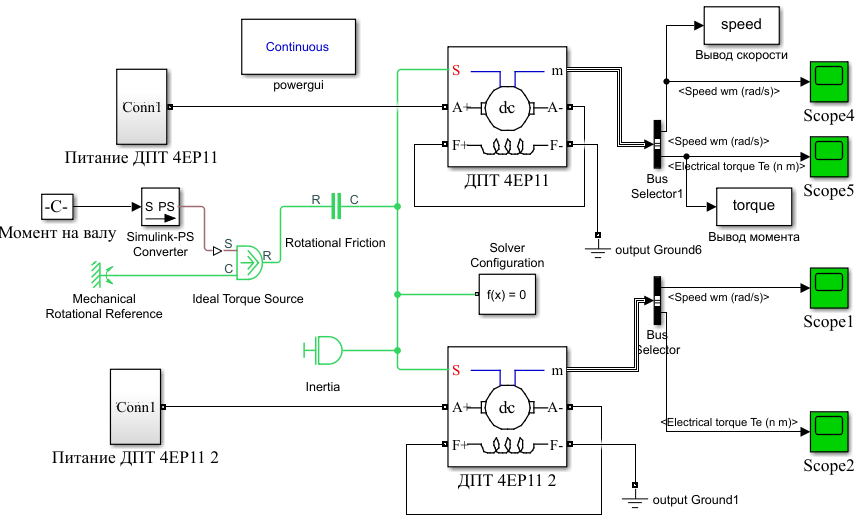 speed
Вывод скорости
Continuous
powergui
S
m
Scope4
<Speed wm (rad/s)>
Conn1
A+
dc
A-
F+
F-
Питание ДПТ 4ЕР11
ДПТ 4ЕР11
<Speed wm (rad/s)>
<Electrical torque Te (n m)>
Bus
Selector1
Scope5
torque
Вывод момента
-C-
S PS
Момент на валу
Simulink-PS
Converter
R
C
Rotational Friction
S
C
R
Mechanical
Rotational Reference
Ideal Torque Source
Solver
Configuration
f(x) = 0
output Ground6
<Speed wm (rad/s)>
Scope1
Bus
Selector
Inertia
S
m
Conn1
A+
dc
A-
F+
F-
Питание ДПТ 4ЕР11 2
ДПТ 4ЕР11 2
<Electrical torque Te (n m)>
Scope2
output Ground1